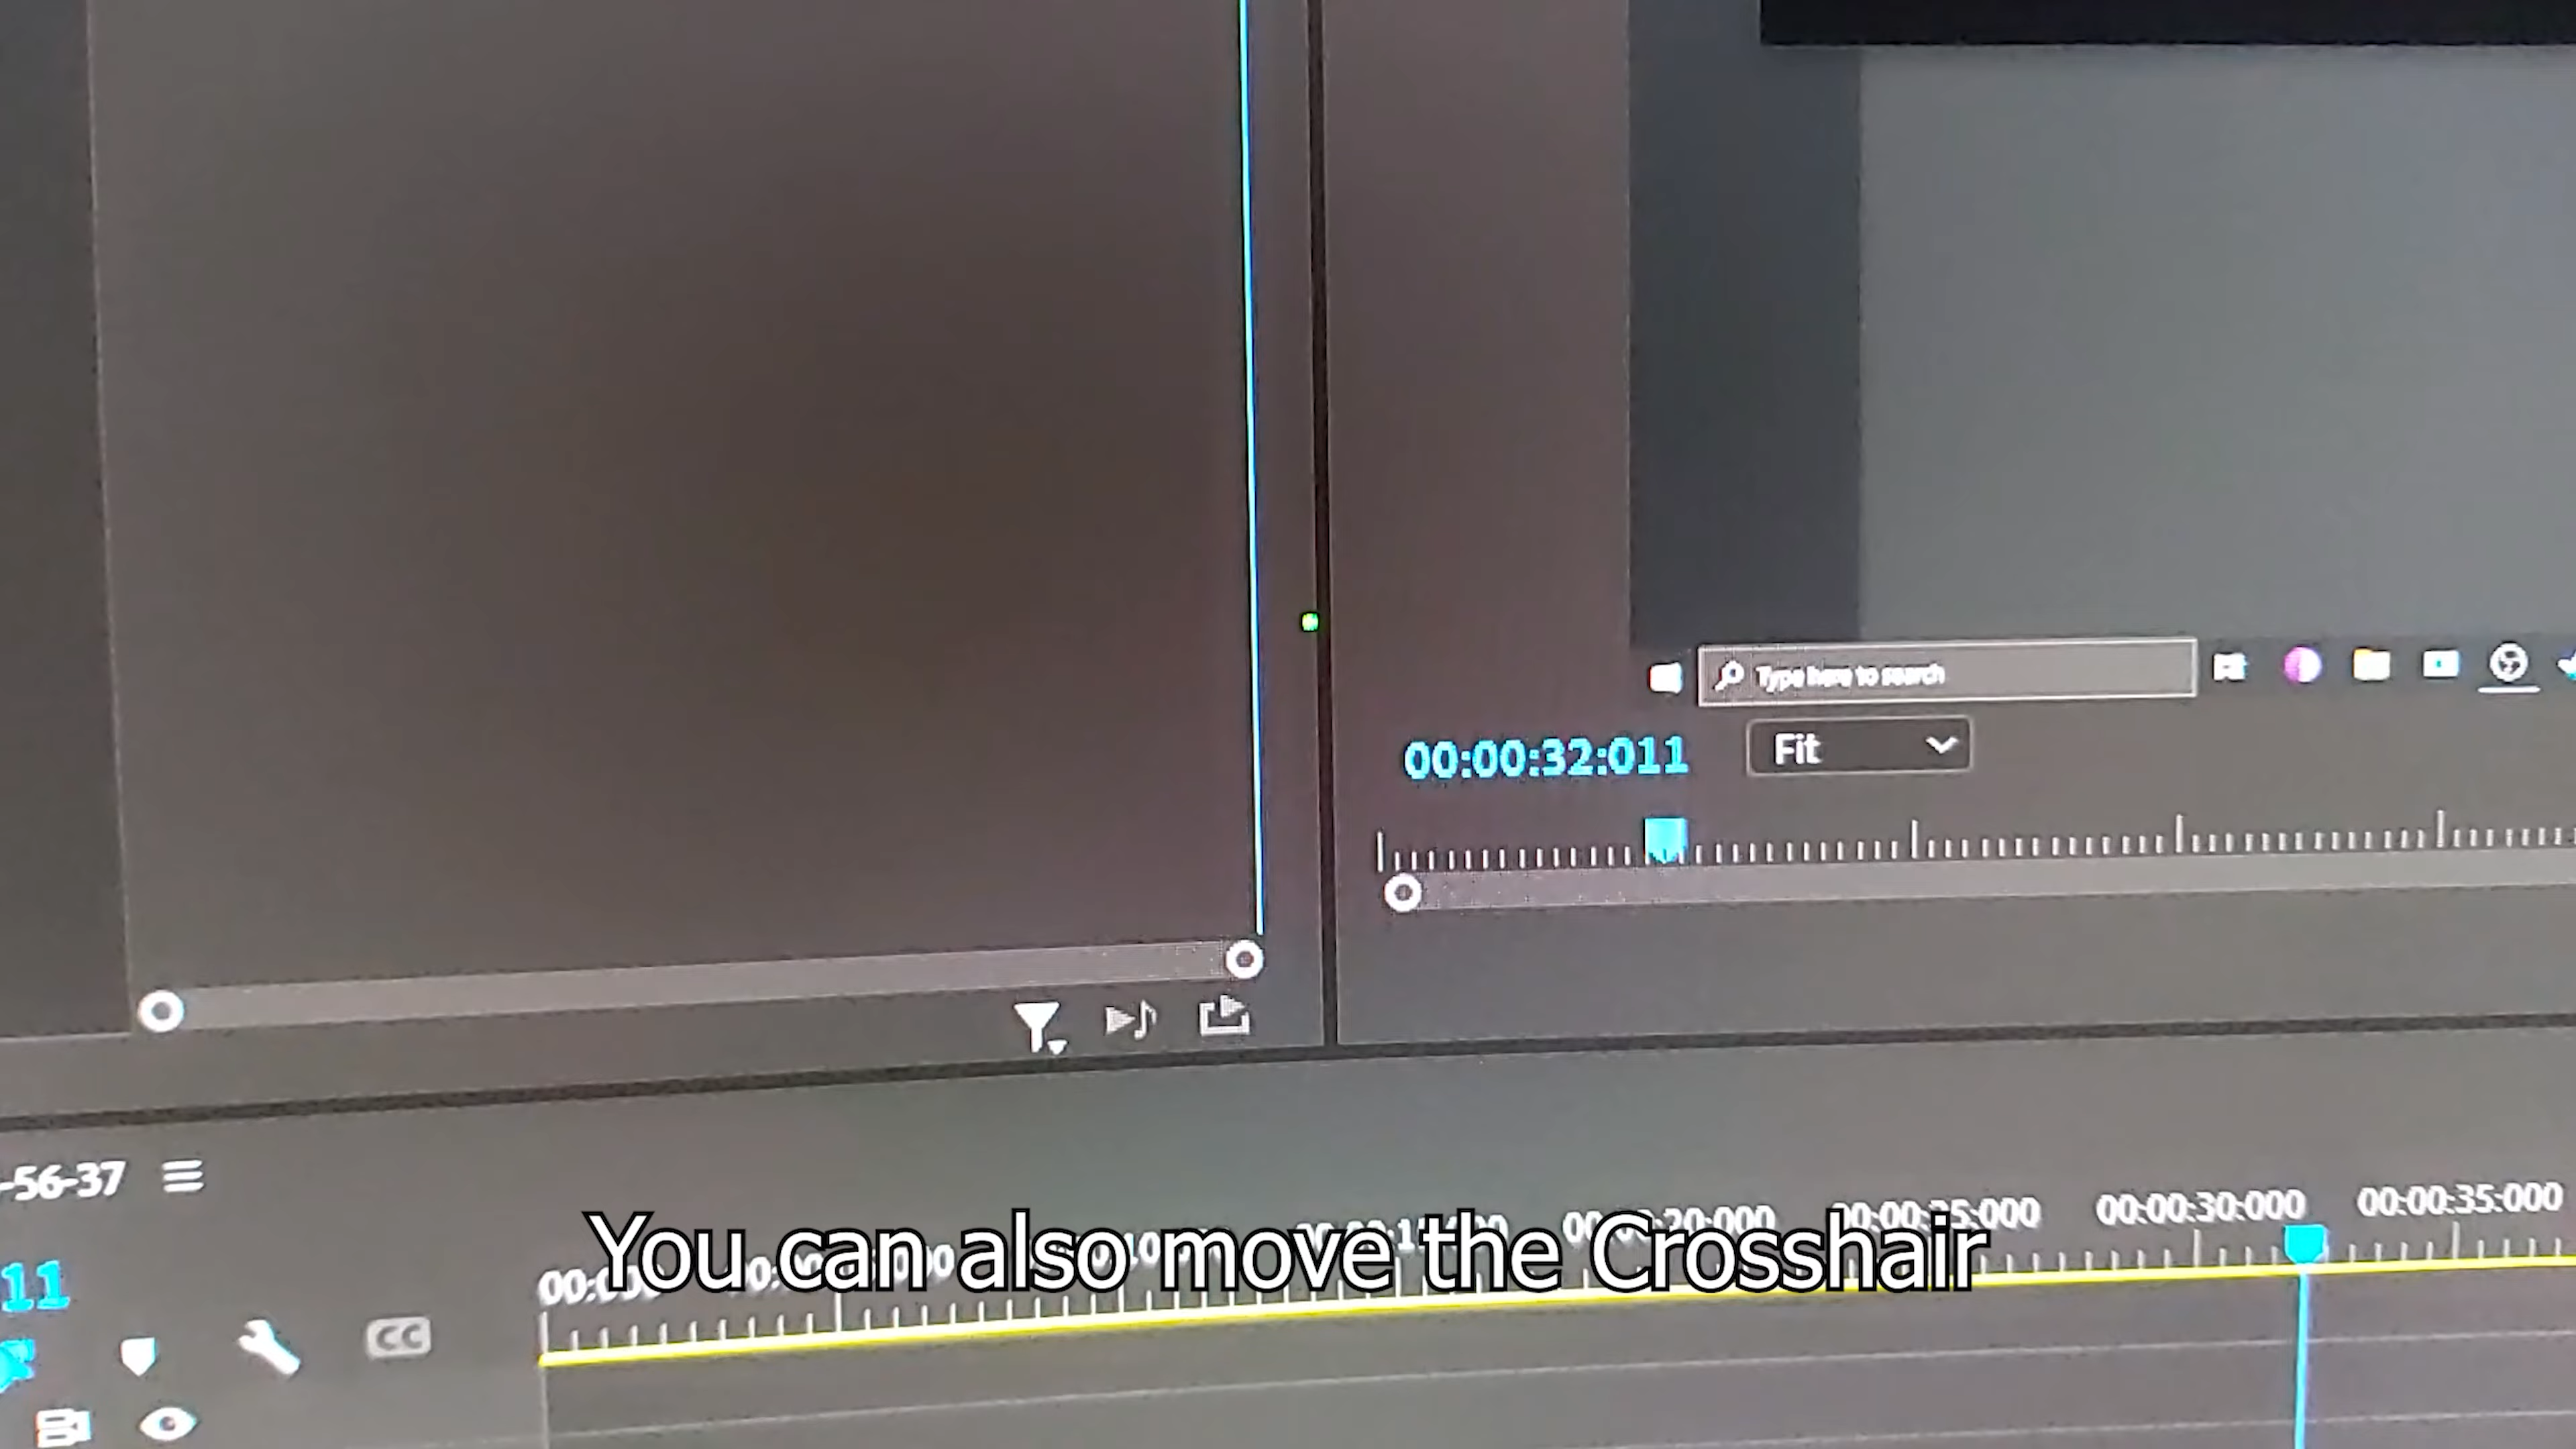 Type here to search
00:00:32:011
Fit
-56-37
00:00:30:000
00:00:35:000
You can also move the Crosshair
11
CC